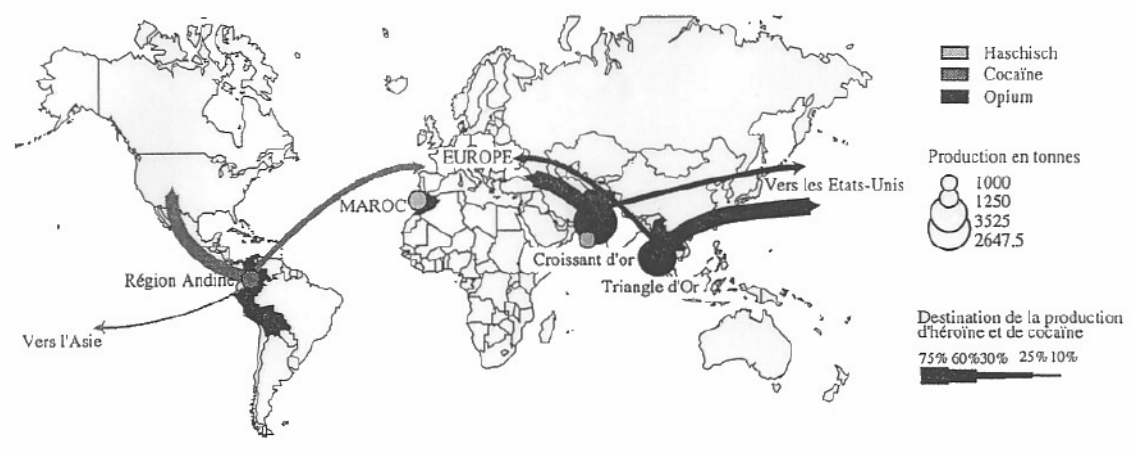 Haschisch
Cocaïne
Opium
EUROPE
Production en tonnes
1000
1250
3525
2647.5
Vers les Etats-Unis
MAROC
Croissant d'or
Région Andine
Triangle d'Or
Destination de la production
d'héroïne et de cocaïne
Vers l'Asie
75% 60%30% 25% 10%